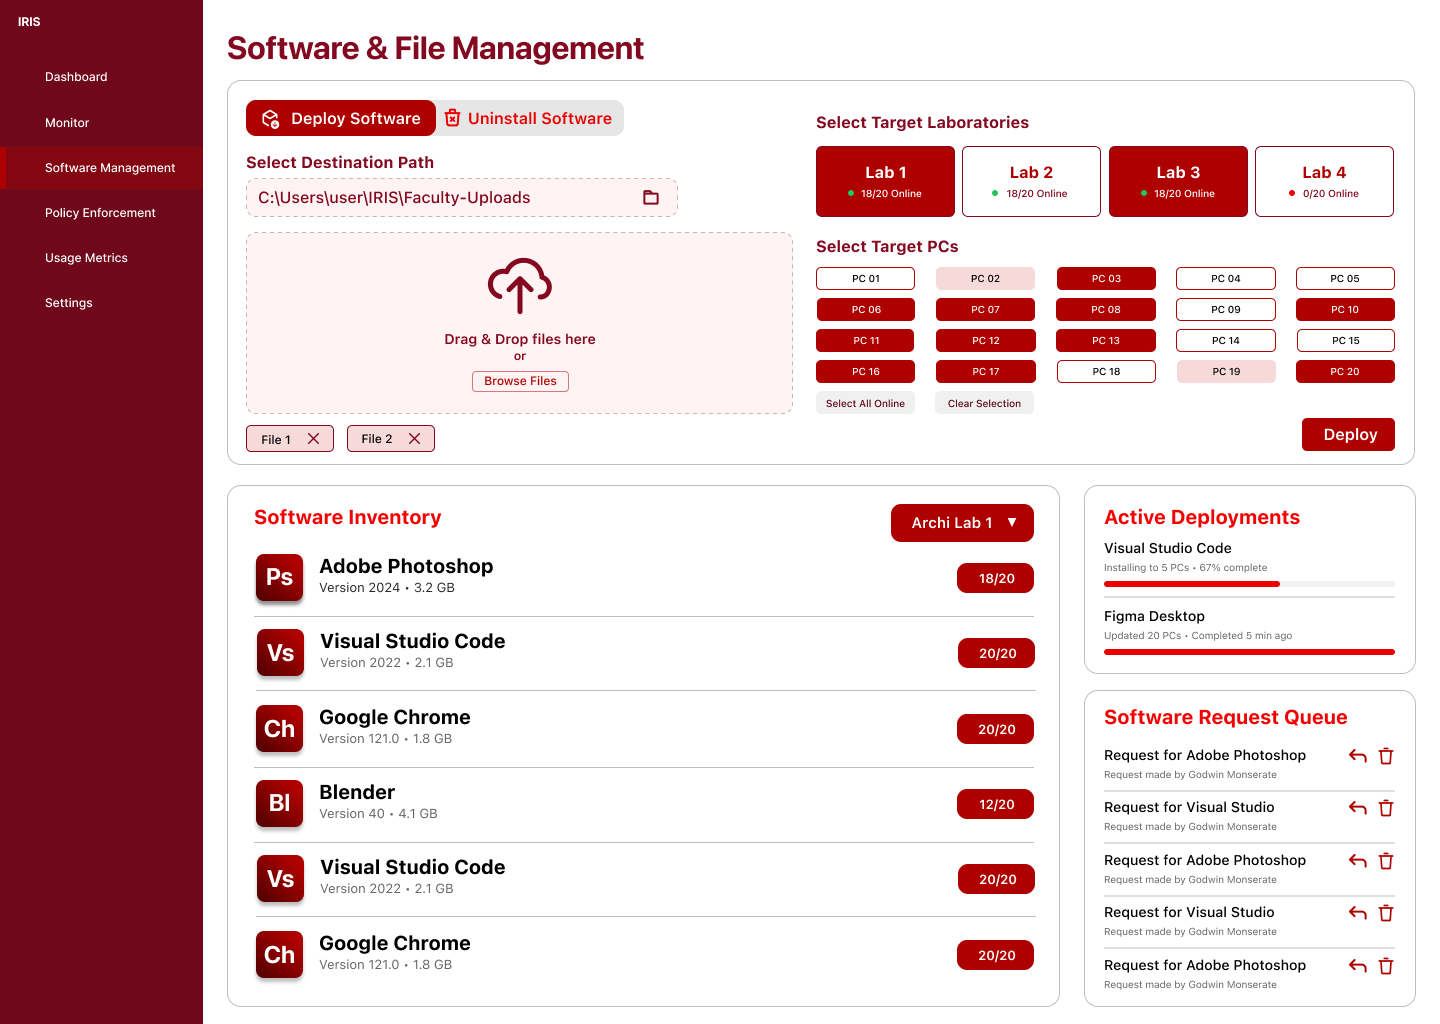 IRIS
Dashboard
Monitor
Software Management
Policy Enforcement
Usage Metrics
Settings
Software & File Management
Deploy Software
Uninstall Software
Select Destination Path
C:\Users\user\IRIS\Faculty-Uploads
Drag & Drop files here
or
Browse Files
File 1
File 2
Select Target Laboratories
Lab 1
18/20 Online
Lab 2
18/20 Online
Lab 3
18/20 Online
Lab 4
0/20 Online
Select Target PCs
PC 01 PC 02 PC 03 PC 04 PC 05
PC 06 PC 07 PC 08 PC 09 PC 10
PC 11 PC 12 PC 13 PC 14 PC 15
PC 16 PC 17 PC 18 PC 19 PC 20
Select All Online
Clear Selection
Deploy
Software Inventory
Archi Lab 1 ▼
Ps
Adobe Photoshop
Version 2024 • 3.2 GB
18/20
Vs
Visual Studio Code
Version 2022 • 2.1 GB
20/20
Ch
Google Chrome
Version 121.0 • 1.8 GB
20/20
Bl
Blender
Version 40 • 4.1 GB
12/20
Vs
Visual Studio Code
Version 2022 • 2.1 GB
20/20
Ch
Google Chrome
Version 121.0 • 1.8 GB
20/20
Active Deployments
Visual Studio Code
Installing to 5 PCs • 67% complete
Figma Desktop
Updated 20 PCs • Completed 5 min ago
Software Request Queue
Request for Adobe Photoshop
Request made by Godwin Monserate
Request for Visual Studio
Request made by Godwin Monserate
Request for Adobe Photoshop
Request made by Godwin Monserate
Request for Visual Studio
Request made by Godwin Monserate
Request for Adobe Photoshop
Request made by Godwin Monserate